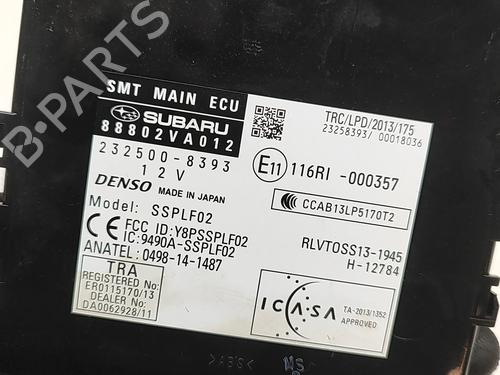 SMT MAIN ECU
SUBARU
88802VA012
232500-8393
12V
DENSO MADE IN JAPAN
Model: SSPLF02
CE FCC ID:Y8PSSPLF02
IC:9490A-SSPLF02
ANATEL: 0498-14-1487
TRA
REGISTERED No:
ER0115170/13
DEALER No:
DA0062928/11
TRC/LPD/2013/175
23258393/ 00018036
E11 116RI -000357
CCAB13LP5170T2
RLVTOSS13-1945
H-12784
ICASA
TA-2013/1352
APPROVED
B-PARTS